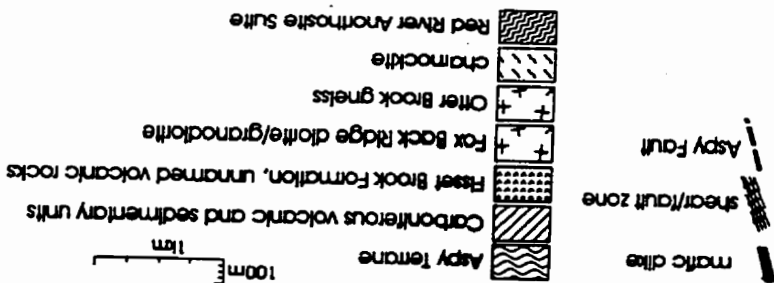 mafic dike
shear/fault zone
Aspy Fault
100m
1km
Aspy Terrane
Carboniferous volcanic and sedimentary units
Fisset Brook Formation, unnamed volcanic rocks
Fox Back Ridge diorite/granodiorite
Otter Brook gneiss
charnockite
Red River Anorthosite Suite